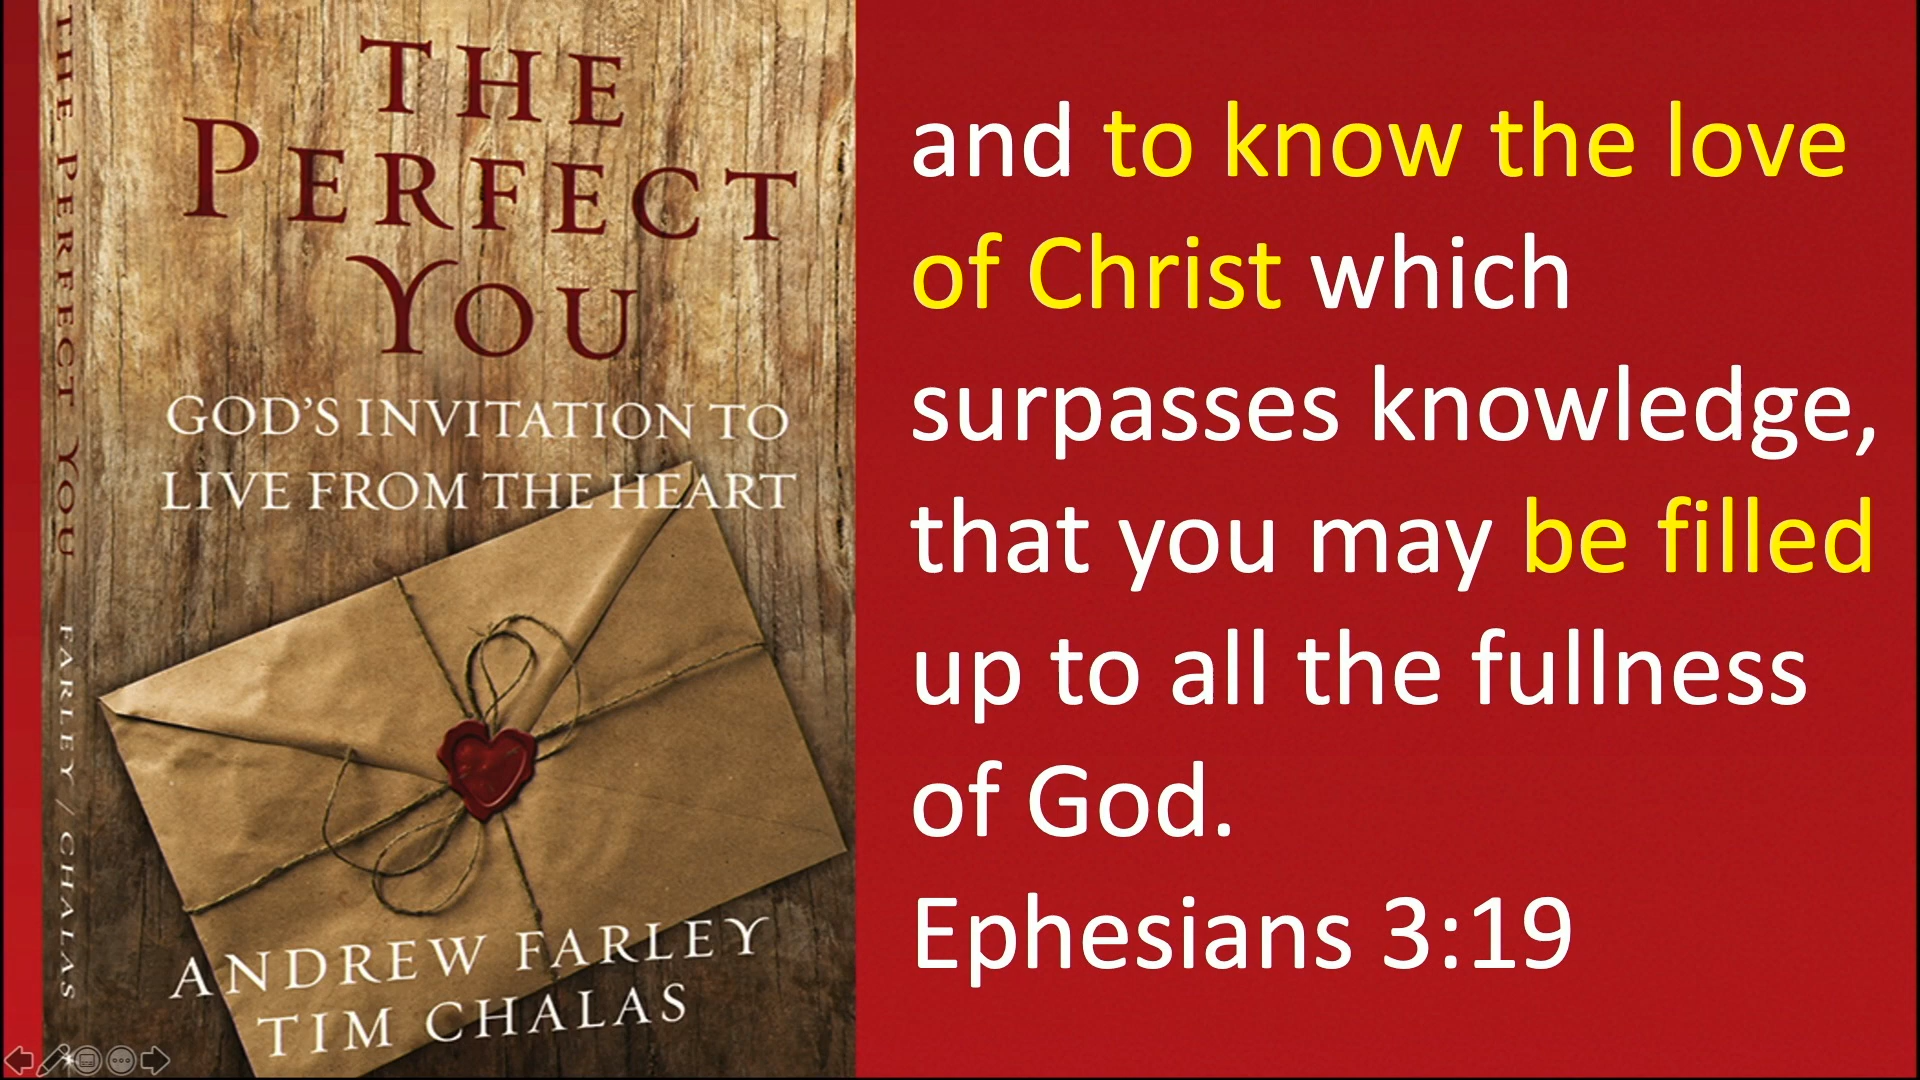 THE PERFECT YOU
FARLEY / CHALAS
THE
PERFECT
YOU
GOD'S INVITATION TO
LIVE FROM THE HEART
ANDREW FARLEY
TIM CHALAS
and to know the love
of Christ which
surpasses knowledge,
that you may be filled
up to all the fullness
of God.
Ephesians 3:19